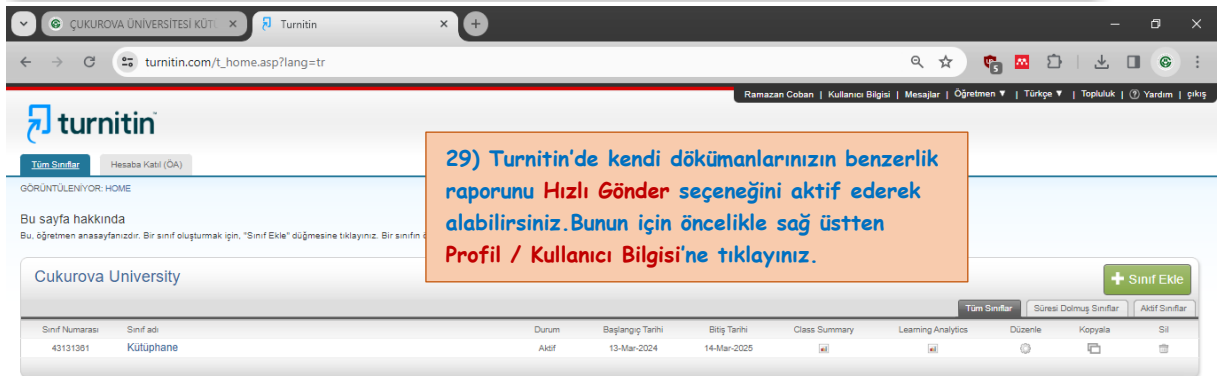 ÇUKUROVA ÜNİVERSİTESİ KÜT
Turnitin
turnitin.com/t_home.asp?lang=tr
5
Ramazan Coban | Kullanıcı Bilgisi | Mesajlar | Öğretmen ▼ | Türkçe ▼ | Topluluk | ? Yardım | çıkış
turnitin
Tüm Sınıflar
Hesaba Katıl (ÖA)
GÖRÜNTÜLENİYOR: HOME
Bu sayfa hakkında
Bu, öğretmen anasayfanızdır. Bir sınıf oluşturmak için, "Sınıf Ekle" düğmesine tıklayınız. Bir sınıfın
29) Turnitin'de kendi dökümanlarınızın benzerlik
raporunu Hızlı Gönder seçeneğini aktif ederek
alabilirsiniz.Bunun için öncelikle sağ üstten
Profil / Kullanıcı Bilgisi'ne tıklayınız.
Cukurova University
+ Sınıf Ekle
Tüm Sınıflar Süresi Dolmuş Sınıflar Aktif Sınıflar
Sınıf Numarası Sınıf adı Durum Başlangıç Tarihi Bitiş Tarihi Class Summary Learning Analytics Düzenle Kopyala Sil
43131361 Kütüphane Aktif 13-Mar-2024 14-Mar-2025